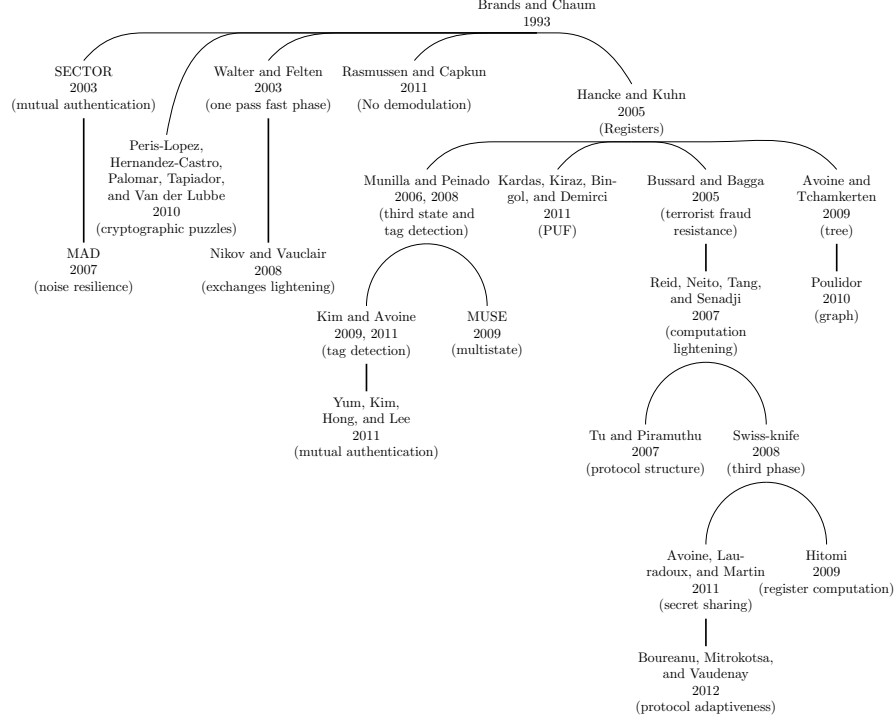 Brands and Chaum
1993
SECTOR
2003
(mutual authentication)
Walter and Felten
2003
(one pass fast phase)
Rasmussen and Capkun
2011
(No demodulation)
Hancke and Kuhn
2005
(Registers)
Peris-Lopez,
Hernandez-Castro,
Palomar, Tapiador,
and Van der Lubbe
2010
(cryptographic puzzles)
Munilla and Peinado
2006, 2008
(third state and
tag detection)
Kardas, Kiraz, Bin-
gol, and Demirci
2011
(PUF)
Bussard and Bagga
2005
(terrorist fraud
resistance)
Avoine and
Tchamkerten
2009
(tree)
MAD
2007
(noise resilience)
Nikov and Vauclair
2008
(exchanges lightening)
Reid, Neito, Tang,
and Senadji
2007
(computation
lightening)
Poulidor
2010
(graph)
Kim and Avoine
2009, 2011
(tag detection)
MUSE
2009
(multistate)
Yum, Kim,
Hong, and Lee
2011
(mutual authentication)
Tu and Piramuthu
2007
(protocol structure)
Swiss-knife
2008
(third phase)
Avoine, Lau-
radoux, and Martin
2011
(secret sharing)
Hitomi
2009
(register computation)
Boureanu, Mitrokotsa,
and Vaudenay
2012
(protocol adaptiveness)